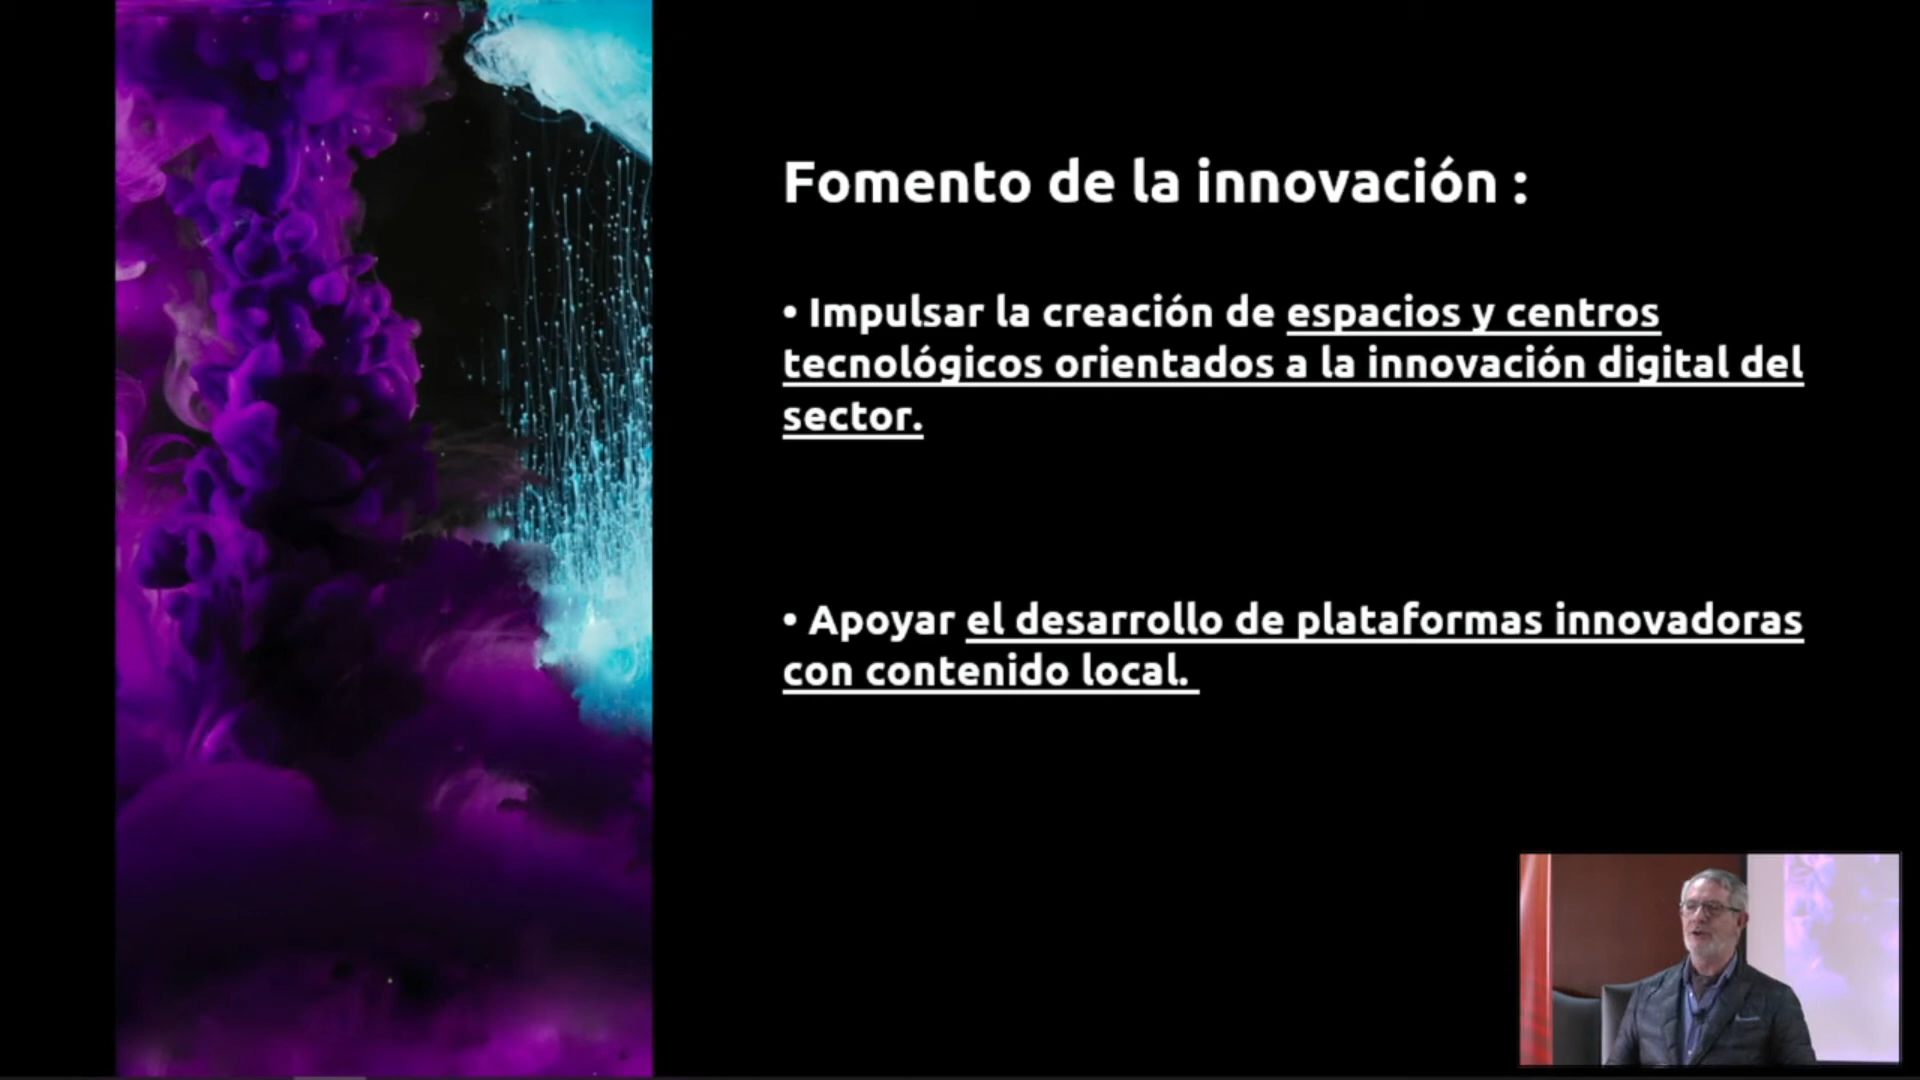 Fomento de la innovación :
• Impulsar la creación de espacios y centros
tecnológicos orientados a la innovación digital del
sector.
• Apoyar el desarrollo de plataformas innovadoras
con contenido local.